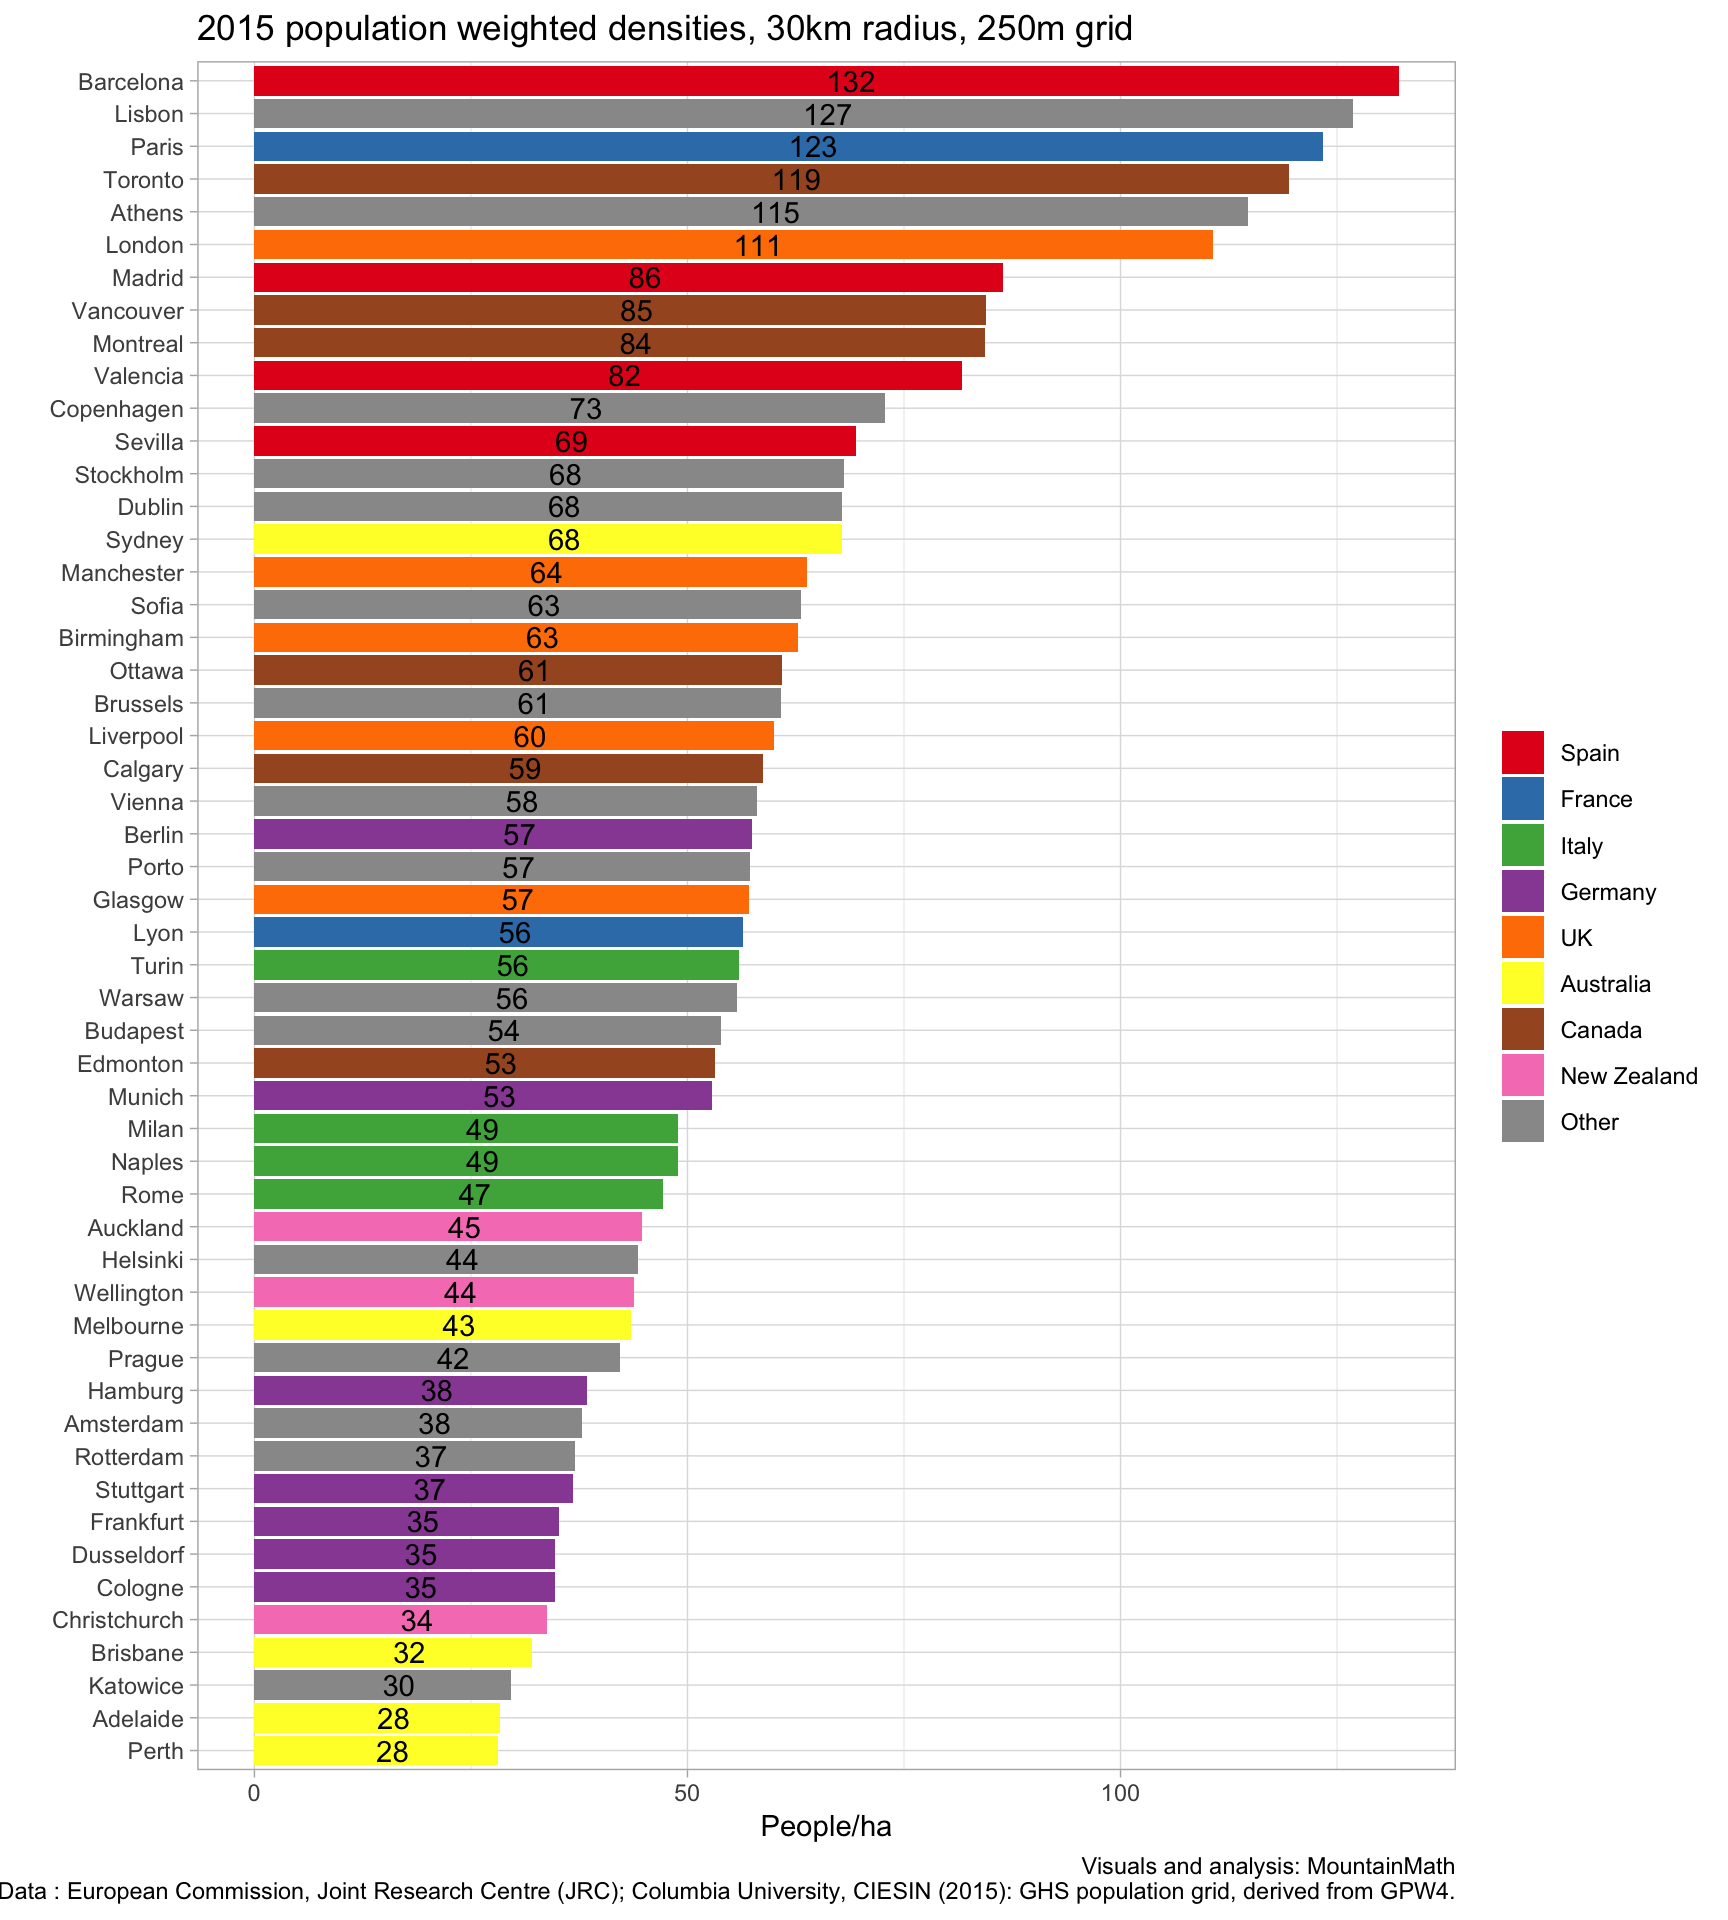 2015 population weighted densities, 30km radius, 250m grid
Barcelona 132
Lisbon 127
Paris 123
Toronto 119
Athens 115
London 111
Madrid 86
Vancouver 85
Montreal 84
Valencia 82
Copenhagen 73
Sevilla 69
Stockholm 68
Dublin 68
Sydney 68
Manchester 64
Sofia 63
Birmingham 63
Ottawa 61
Brussels 61
Liverpool 60
Calgary 59
Vienna 58
Berlin 57
Porto 57
Glasgow 57
Lyon 56
Turin 56
Warsaw 56
Budapest 54
Edmonton 53
Munich 53
Milan 49
Naples 49
Rome 47
Auckland 45
Helsinki 44
Wellington 44
Melbourne 43
Prague 42
Hamburg 38
Amsterdam 38
Rotterdam 37
Stuttgart 37
Frankfurt 35
Dusseldorf 35
Cologne 35
Christchurch 34
Brisbane 32
Katowice 30
Adelaide 28
Perth 28
0 50 100
People/ha
Spain
France
Italy
Germany
UK
Australia
Canada
New Zealand
Other
Visuals and analysis: MountainMath
Data : European Commission, Joint Research Centre (JRC); Columbia University, CIESIN (2015): GHS population grid, derived from GPW4.